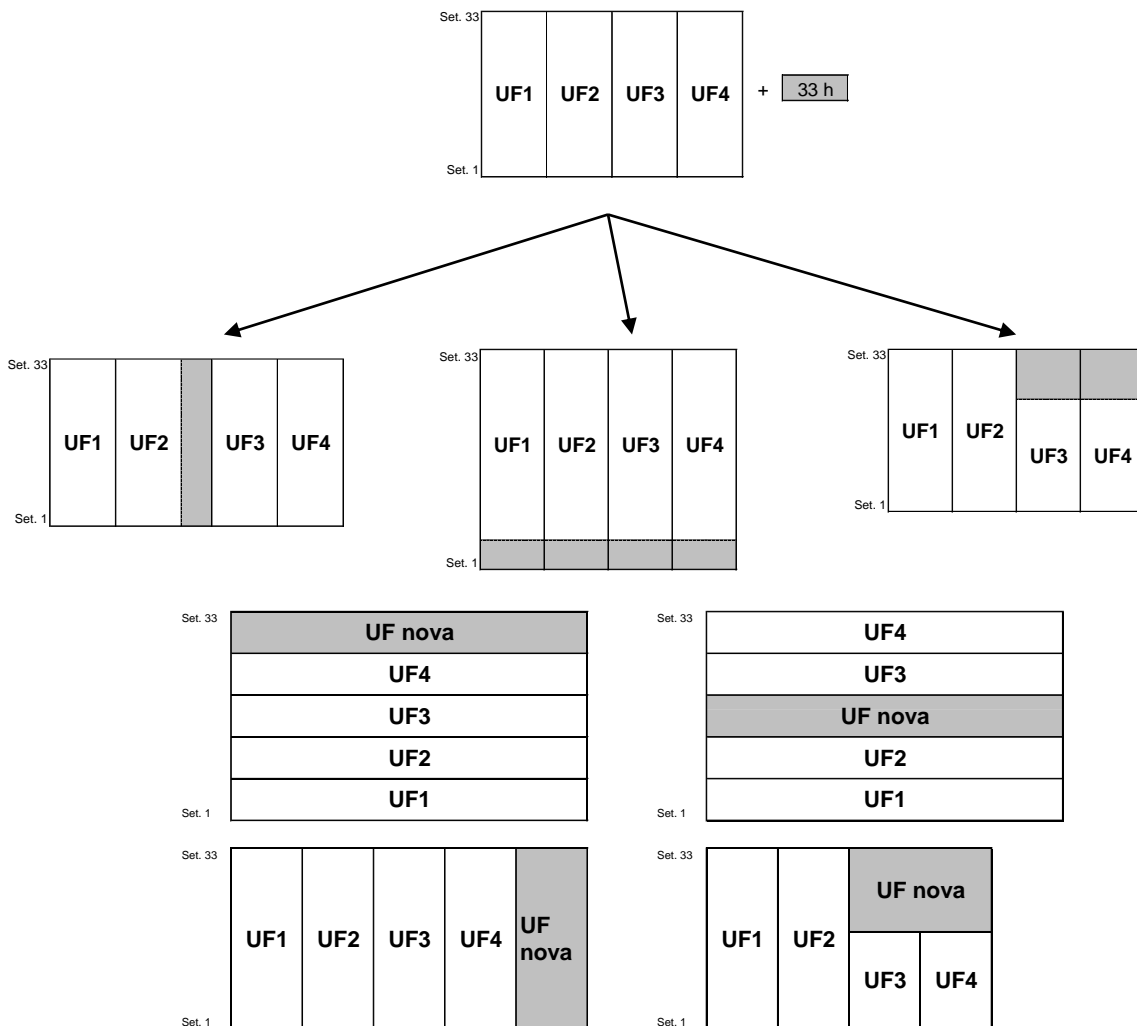 Set. 33
UF1 UF2 UF3 UF4 + 33 h
Set. 1
Set. 33
UF1 UF2 UF3 UF4
Set. 1
Set. 33
UF1 UF2 UF3 UF4
Set. 1
Set. 33
UF1 UF2 UF3 UF4
Set. 1
Set. 33
UF nova
UF4
UF3
UF2
UF1
Set. 1
Set. 33
UF4
UF3
UF nova
UF2
UF1
Set. 1
Set. 33
UF1 UF2 UF3 UF4 UF
nova
Set. 1
Set. 33
UF nova
UF1 UF2
UF3 UF4
Set. 1